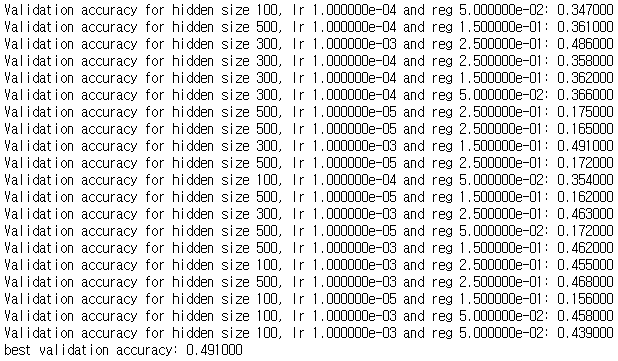 Validation accuracy for hidden size 100, lr 1.000000e-04 and reg 5.000000e-02: 0.347000
Validation accuracy for hidden size 500, lr 1.000000e-04 and reg 1.500000e-01: 0.361000
Validation accuracy for hidden size 300, lr 1.000000e-03 and reg 2.500000e-01: 0.486000
Validation accuracy for hidden size 300, lr 1.000000e-04 and reg 2.500000e-01: 0.358000
Validation accuracy for hidden size 300, lr 1.000000e-04 and reg 1.500000e-01: 0.362000
Validation accuracy for hidden size 300, lr 1.000000e-04 and reg 5.000000e-02: 0.366000
Validation accuracy for hidden size 500, lr 1.000000e-05 and reg 2.500000e-01: 0.175000
Validation accuracy for hidden size 500, lr 1.000000e-05 and reg 2.500000e-01: 0.165000
Validation accuracy for hidden size 300, lr 1.000000e-03 and reg 1.500000e-01: 0.491000
Validation accuracy for hidden size 500, lr 1.000000e-05 and reg 2.500000e-01: 0.172000
Validation accuracy for hidden size 100, lr 1.000000e-04 and reg 5.000000e-02: 0.354000
Validation accuracy for hidden size 500, lr 1.000000e-05 and reg 1.500000e-01: 0.162000
Validation accuracy for hidden size 300, lr 1.000000e-03 and reg 2.500000e-01: 0.463000
Validation accuracy for hidden size 500, lr 1.000000e-05 and reg 5.000000e-02: 0.172000
Validation accuracy for hidden size 500, lr 1.000000e-03 and reg 1.500000e-01: 0.462000
Validation accuracy for hidden size 100, lr 1.000000e-03 and reg 2.500000e-01: 0.455000
Validation accuracy for hidden size 500, lr 1.000000e-03 and reg 2.500000e-01: 0.468000
Validation accuracy for hidden size 100, lr 1.000000e-05 and reg 1.500000e-01: 0.156000
Validation accuracy for hidden size 100, lr 1.000000e-03 and reg 5.000000e-02: 0.458000
Validation accuracy for hidden size 100, lr 1.000000e-03 and reg 5.000000e-02: 0.439000
best validation accuracy: 0.491000